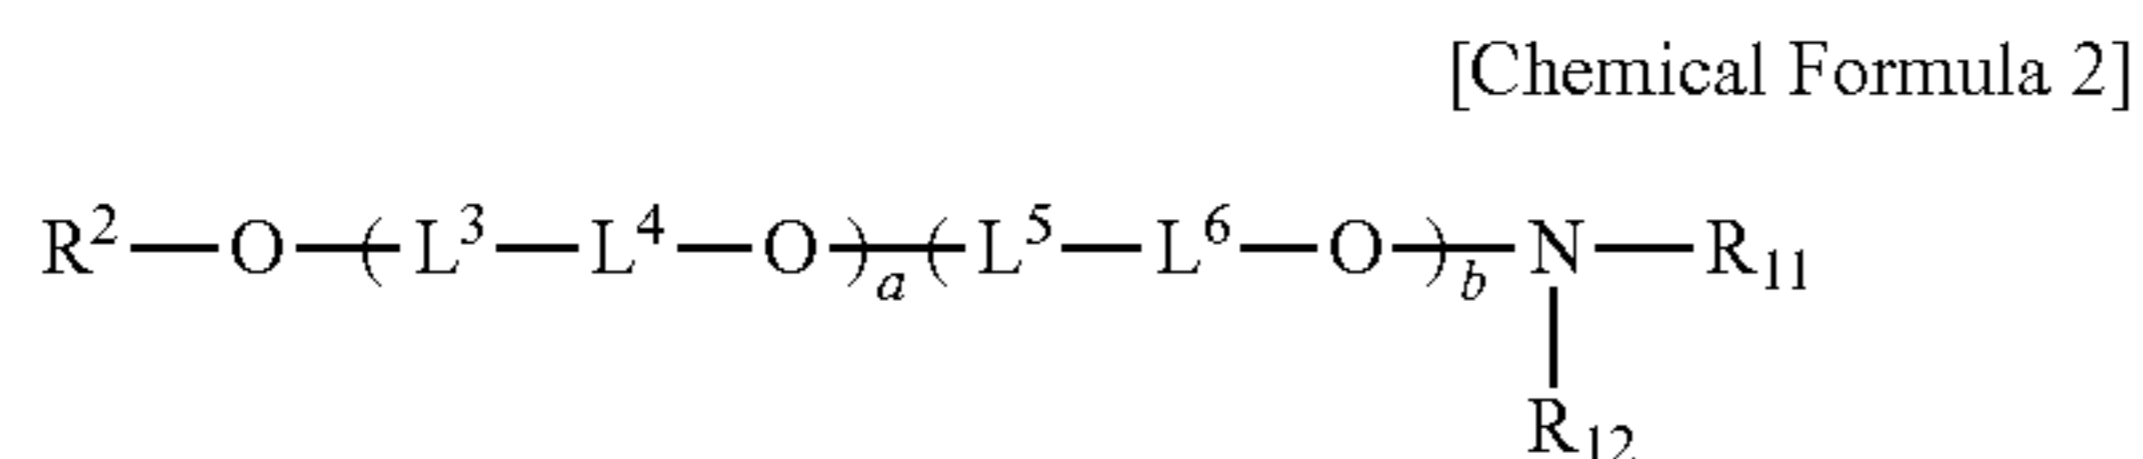 [Chemical Formula 2]
R²—O—(L³—L⁴—O)ₐ(L⁵—L⁶—O)b—N—R₁₁
R₁₂